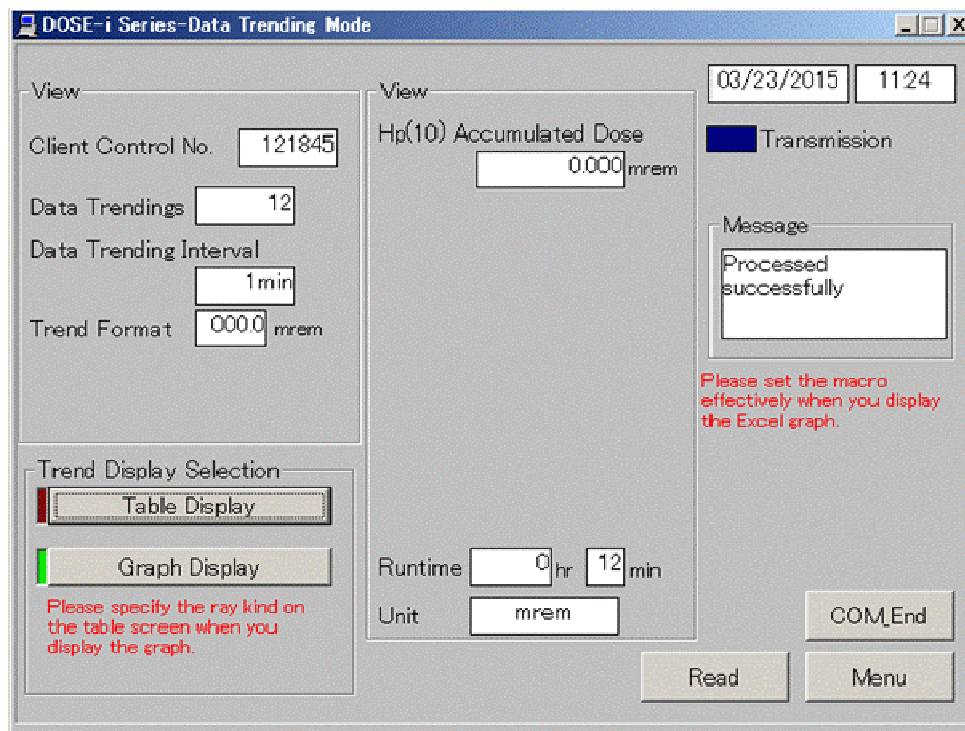 DOSE-i Series-Data Trending Mode
View
Client Control No. 121845
Data Trendings 12
Data Trending Interval
1min
Trend Format 000.0 mrem
Trend Display Selection
Table Display
Graph Display
Please specify the ray kind on
the table screen when you
display the graph.
View
Hp(10) Accumulated Dose
0.000 mrem
Runtime 0 hr 12 min
Unit mrem
03/23/2015 11:24
Transmission
Message
Processed
successfully
Please set the macro
effectively when you display
the Excel graph.
COM_End
Read Menu